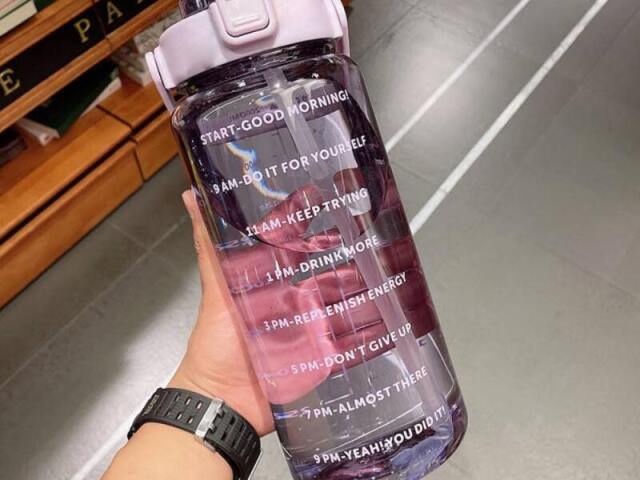 E PA
START-GOOD MORNING!
9 AM-DO IT FOR YOURSELF
11 AM-KEEP TRYING
1 PM-DRINK MORE
3 PM-REPLENISH ENERGY
5 PM-DON'T GIVE UP
7 PM-ALMOST THERE
9 PM-YEAH! YOU DID IT!